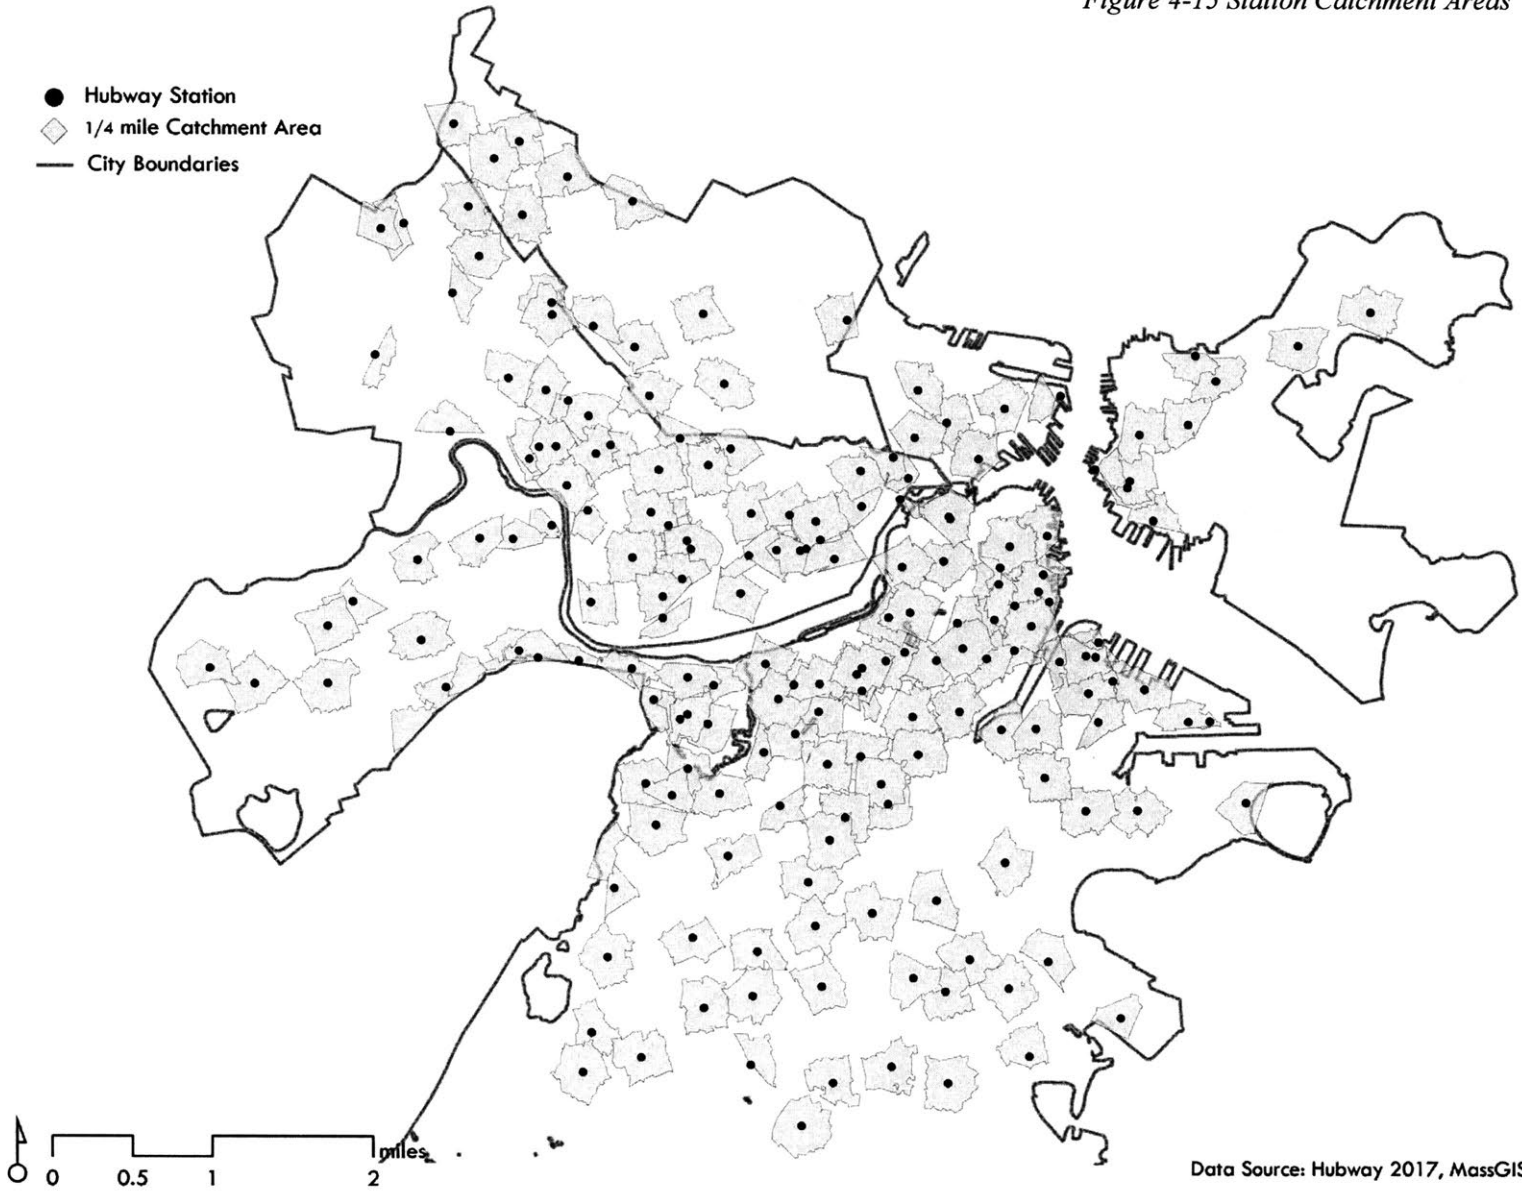 Figure 4-15 Station Catchment Areas
Hubway Station
1/4 mile Catchment Area
City Boundaries
miles
0 0.5 1 2
Data Source: Hubway 2017, MassGIS